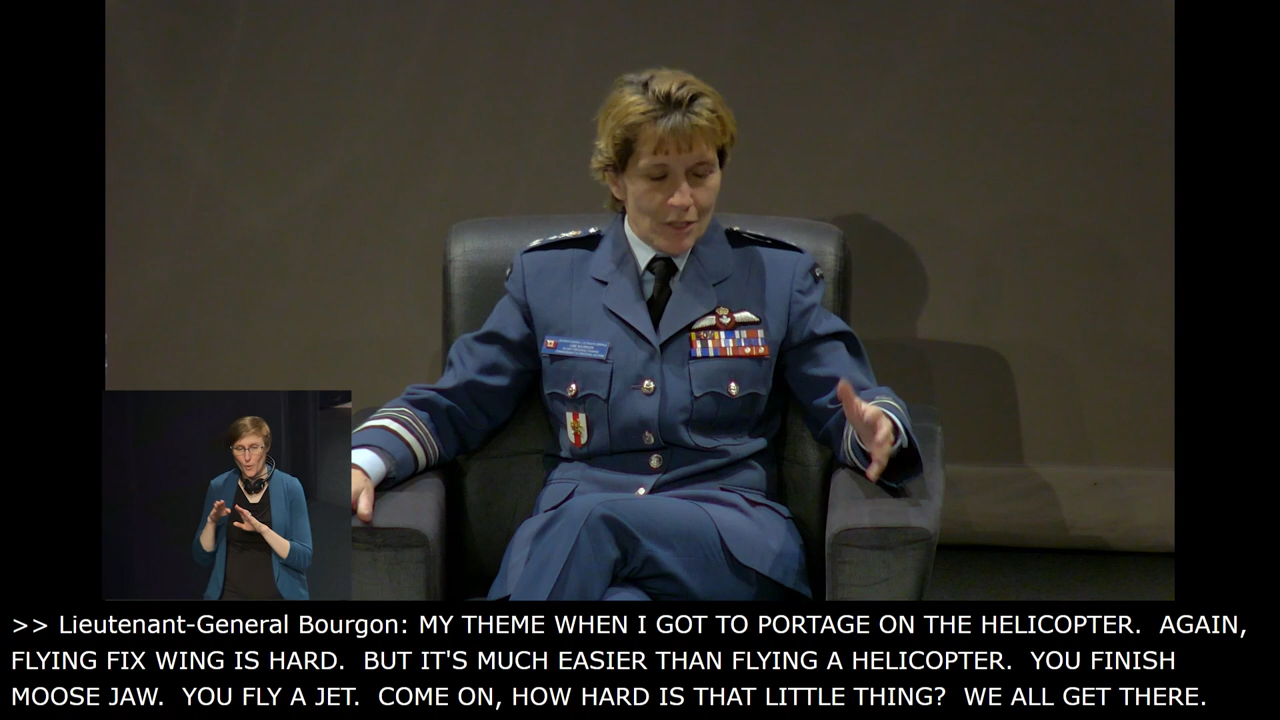 >> Lieutenant-General Bourgon: MY THEME WHEN I GOT TO PORTAGE ON THE HELICOPTER.  AGAIN,
FLYING FIX WING IS HARD.  BUT IT'S MUCH EASIER THAN FLYING A HELICOPTER.  YOU FINISH
MOOSE JAW.  YOU FLY A JET.  COME ON, HOW HARD IS THAT LITTLE THING?  WE ALL GET THERE.